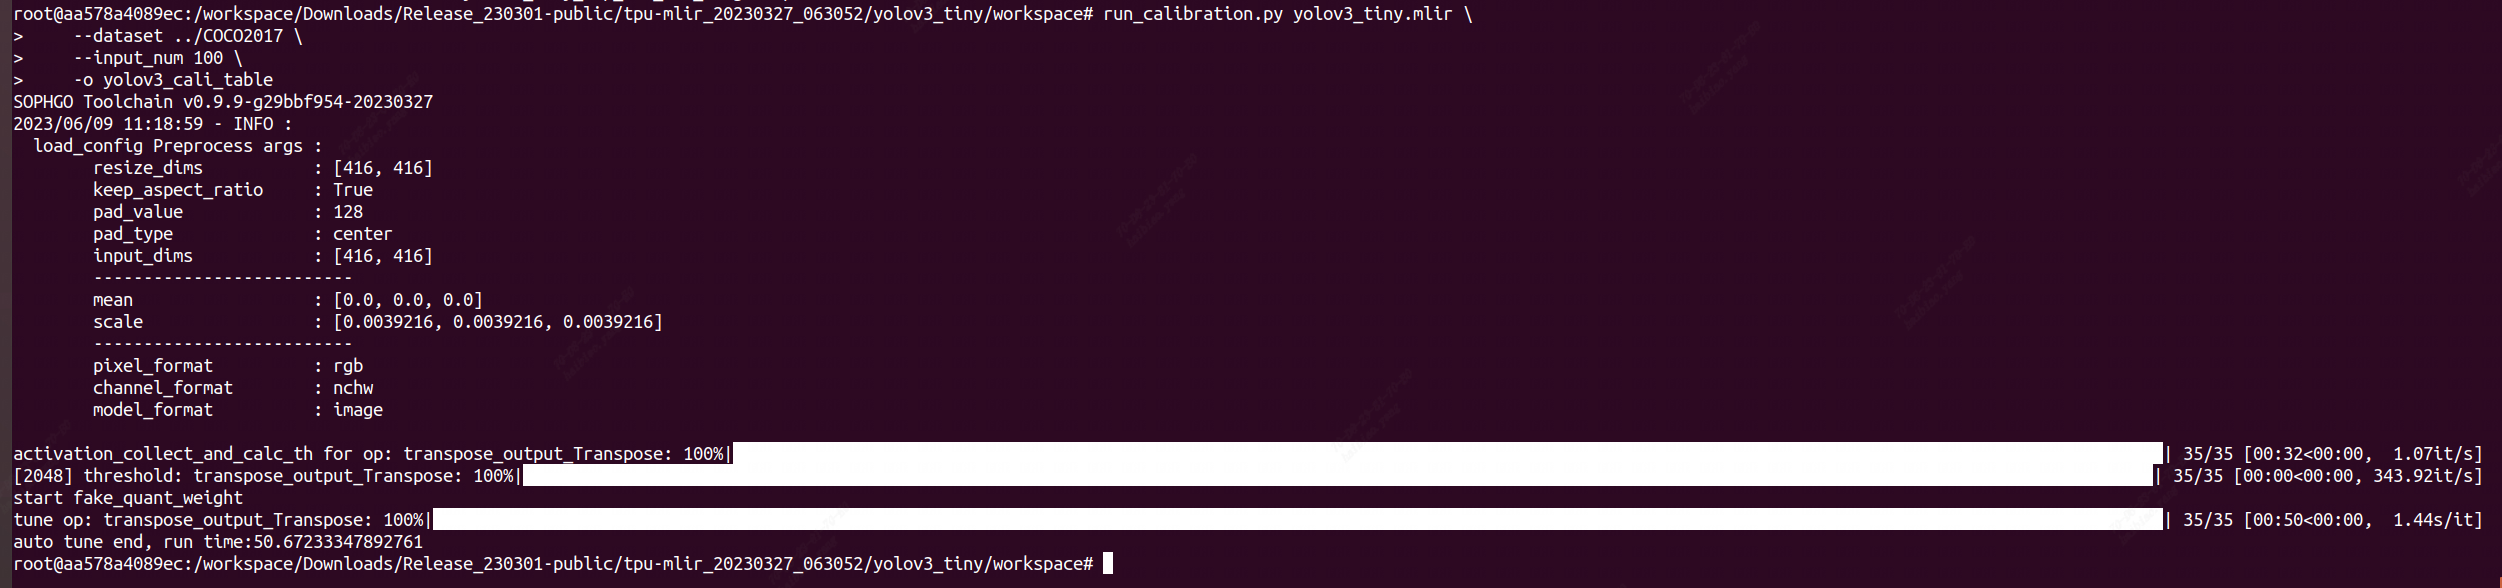 root@aa578a4089ec:/workspace/Downloads/Release_230301-public/tpu-mlir_20230327_063052/yolov3_tiny/workspace# run_calibration.py yolov3_tiny.mlir \
>     --dataset ../COCO2017 \
>     --input_num 100 \
>     -o yolov3_cali_table
SOPHGO Toolchain v0.9.9-g29bbf954-20230327
2023/06/09 11:18:59 - INFO :
  load_config Preprocess args :
        resize_dims           : [416, 416]
        keep_aspect_ratio     : True
        pad_value             : 128
        pad_type              : center
        input_dims            : [416, 416]
        --------------------------
        mean                  : [0.0, 0.0, 0.0]
        scale                 : [0.0039216, 0.0039216, 0.0039216]
        --------------------------
        pixel_format          : rgb
        channel_format        : nchw
        model_format          : image
activation_collect_and_calc_th for op: transpose_output_Transpose: 100%| | 35/35 [00:32<00:00,  1.07it/s]
[2048] threshold: transpose_output_Transpose: 100%| | 35/35 [00:00<00:00, 343.92it/s]
start fake_quant_weight
tune op: transpose_output_Transpose: 100%| | 35/35 [00:50<00:00,  1.44s/it]
auto tune end, run time:50.67233347892761
root@aa578a4089ec:/workspace/Downloads/Release_230301-public/tpu-mlir_20230327_063052/yolov3_tiny/workspace#